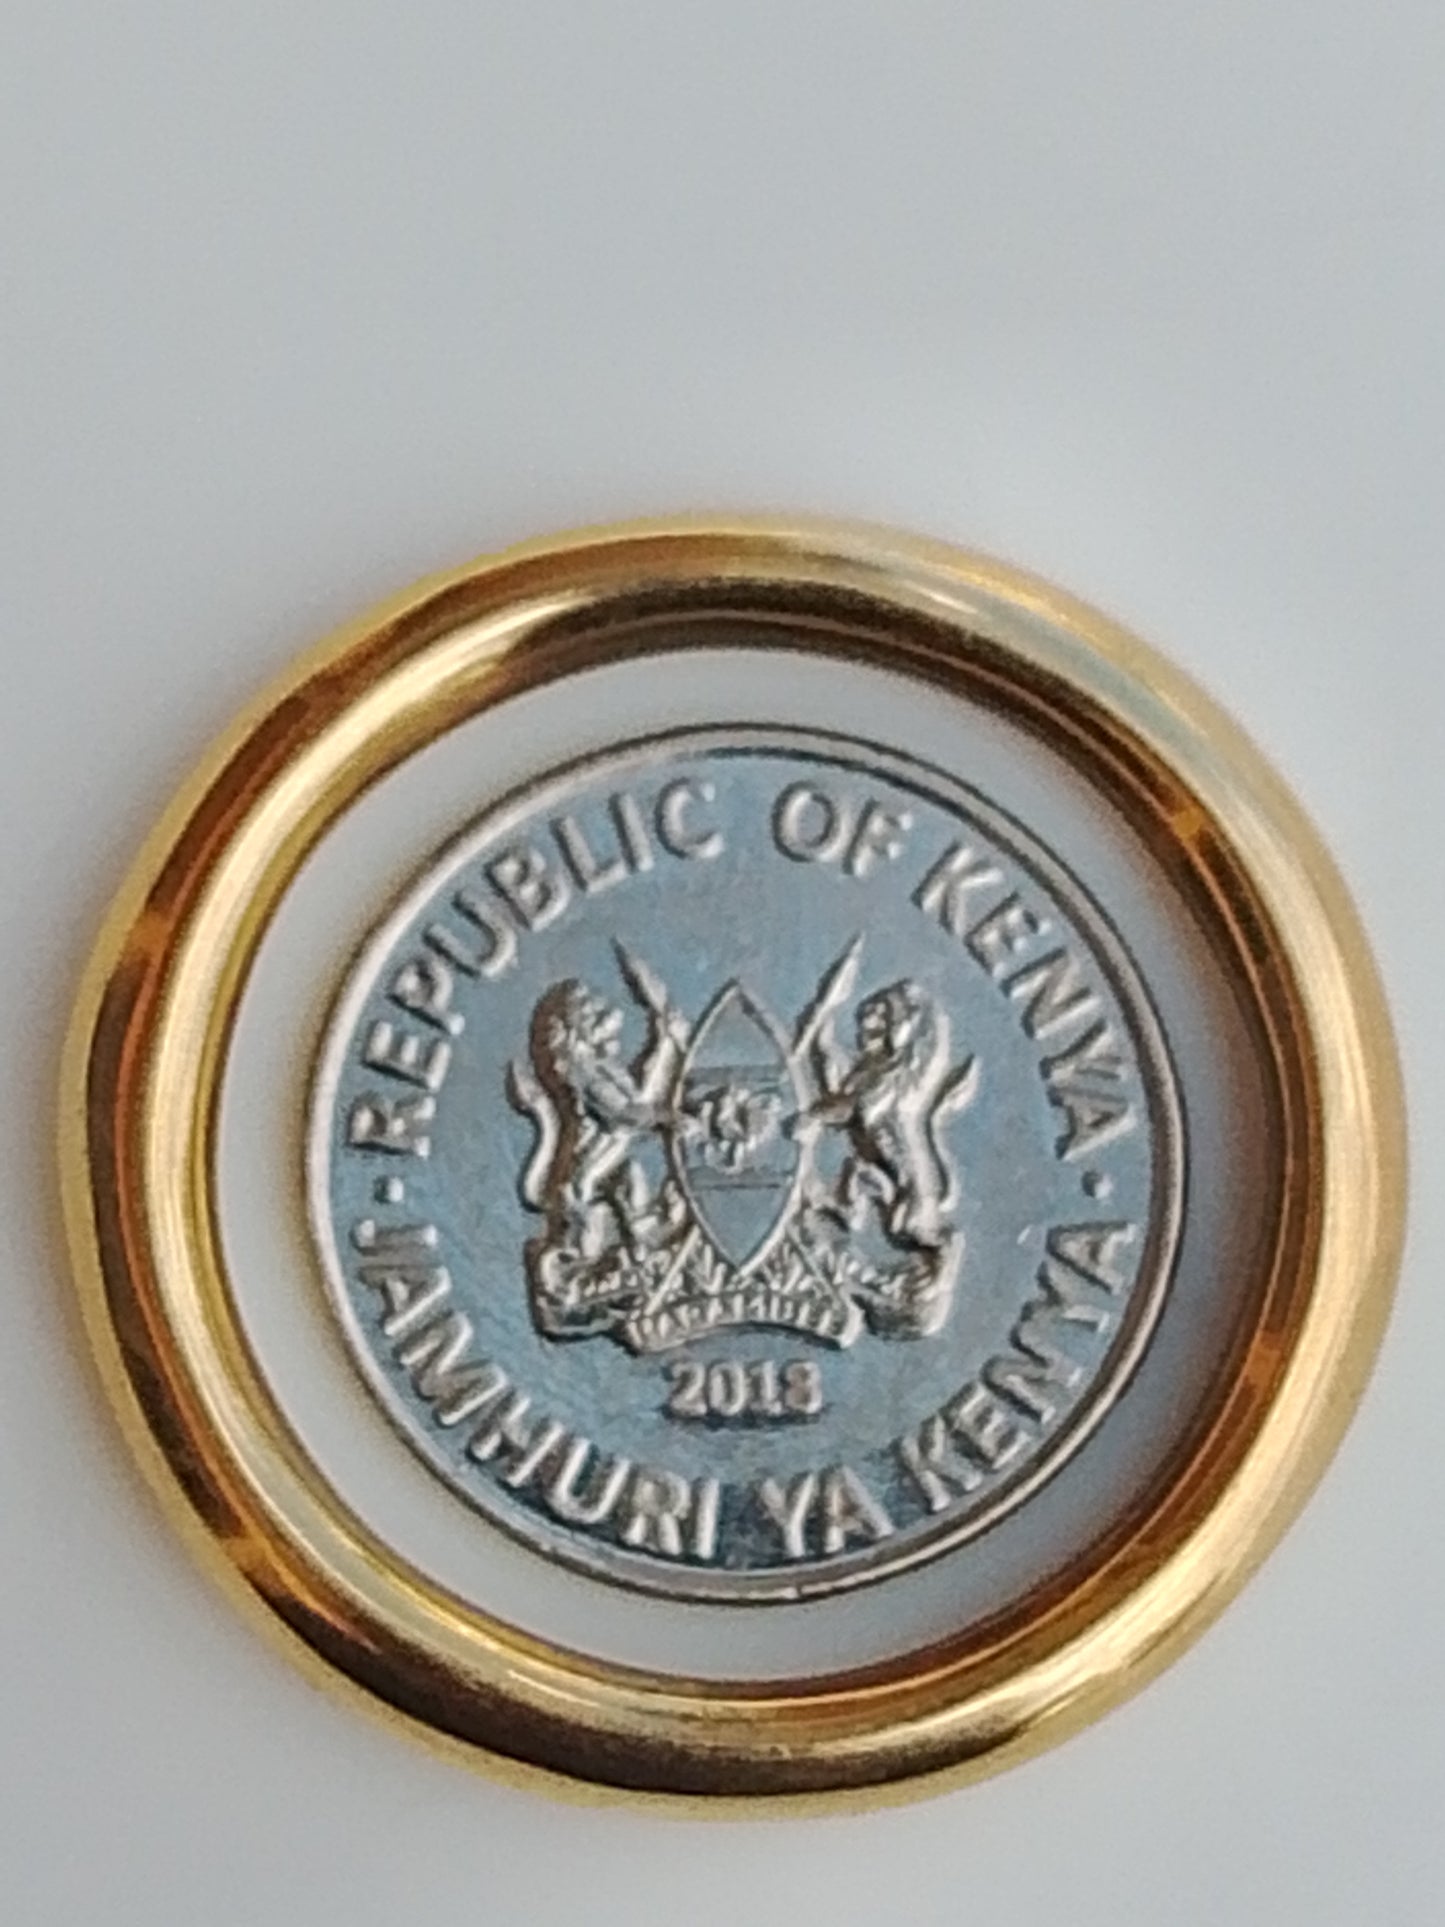 REPUBLIC OF KENYA
HARAMBEE
2018
JAMHURI YA KENYA